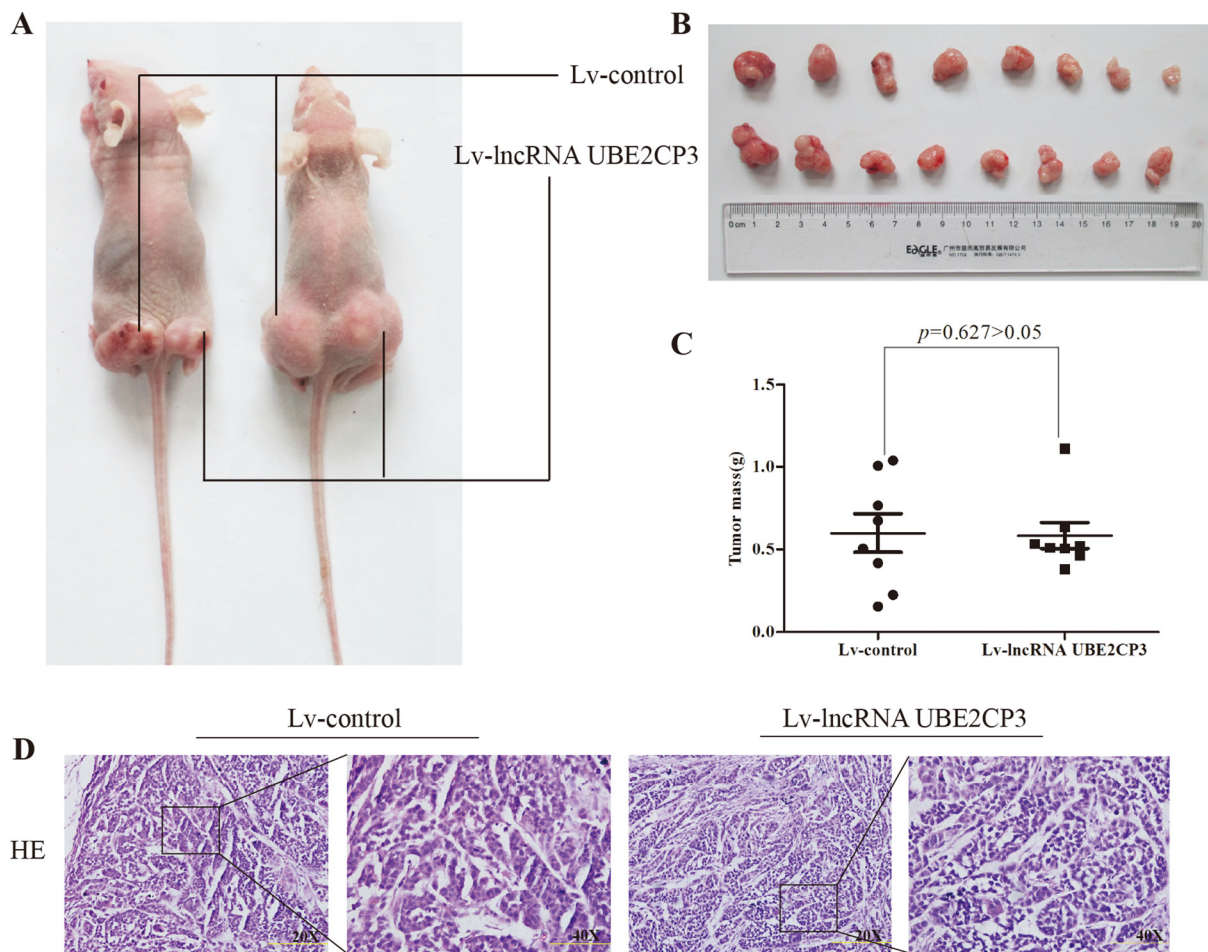 A
Lv-control
Lv-lncRNA UBE2CP3
B
0 cm 1 2 3 4 5 6 7 8 9 10 11 12 13 14 15 16 17 18 19 20
EAGLE®
C
p=0.627>0.05
1.5
1.0
0.5
0.0
Tumor mass(g)
Lv-control
Lv-lncRNA UBE2CP3
D
Lv-control
Lv-lncRNA UBE2CP3
HE
20X
40X
20X
40X